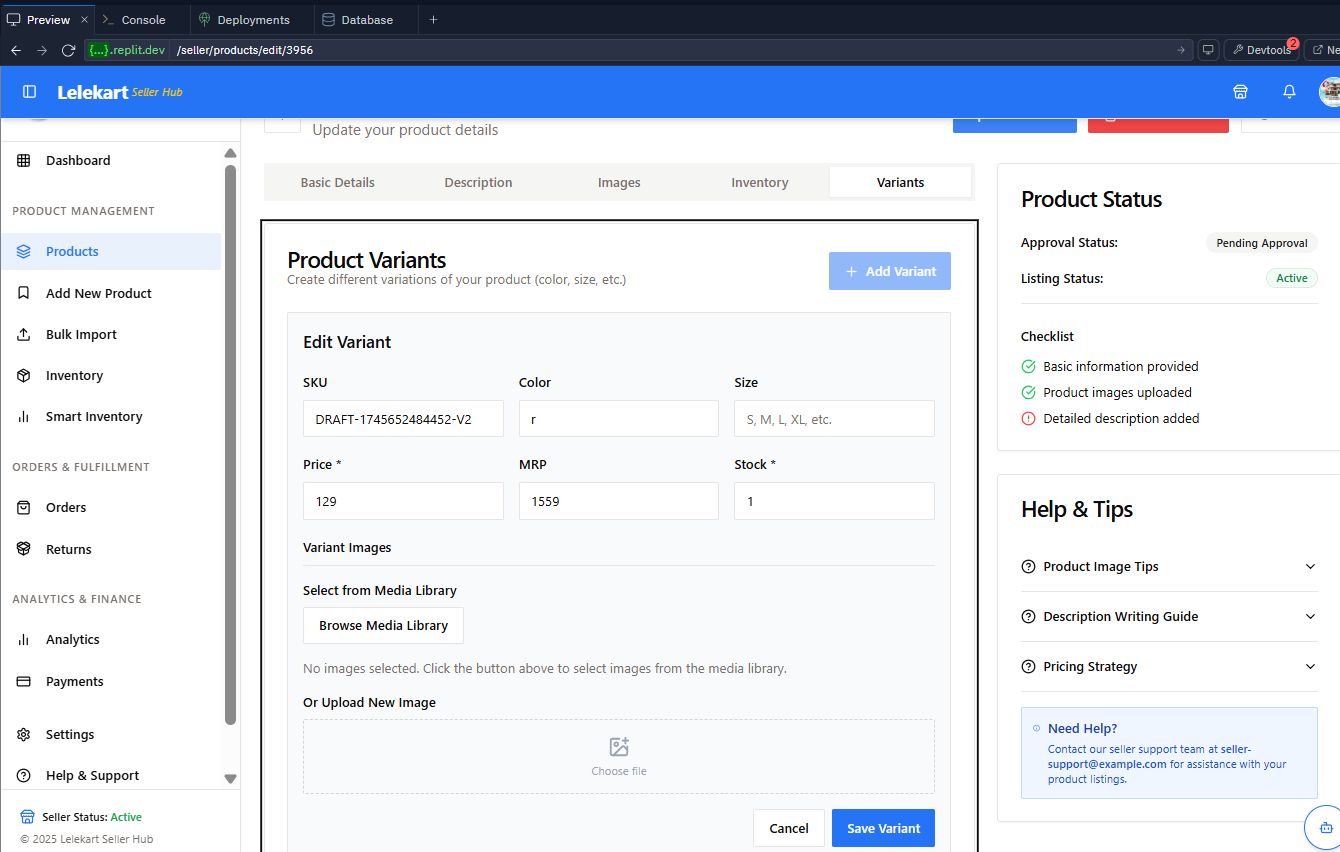 Preview
Console
Deployments
Database
{...}.replit.dev /seller/products/edit/3956
Devtools 2
Lelekart Seller Hub
Update your product details
Dashboard
PRODUCT MANAGEMENT
Products
Add New Product
Bulk Import
Inventory
Smart Inventory
ORDERS & FULFILLMENT
Orders
Returns
ANALYTICS & FINANCE
Analytics
Payments
Settings
Help & Support
Seller Status: Active
© 2025 Lelekart Seller Hub
Basic Details
Description
Images
Inventory
Variants
Product Variants
Create different variations of your product (color, size, etc.)
+ Add Variant
Edit Variant
SKU
Color
Size
DRAFT-1745652484452-V2
r
S, M, L, XL, etc.
Price *
MRP
Stock *
129
1559
1
Variant Images
Select from Media Library
Browse Media Library
No images selected. Click the button above to select images from the media library.
Or Upload New Image
Choose file
Cancel
Save Variant
Product Status
Approval Status: Pending Approval
Listing Status: Active
Checklist
Basic information provided
Product images uploaded
Detailed description added
Help & Tips
Product Image Tips
Description Writing Guide
Pricing Strategy
Need Help?
Contact our seller support team at seller-
support@example.com for assistance with your
product listings.